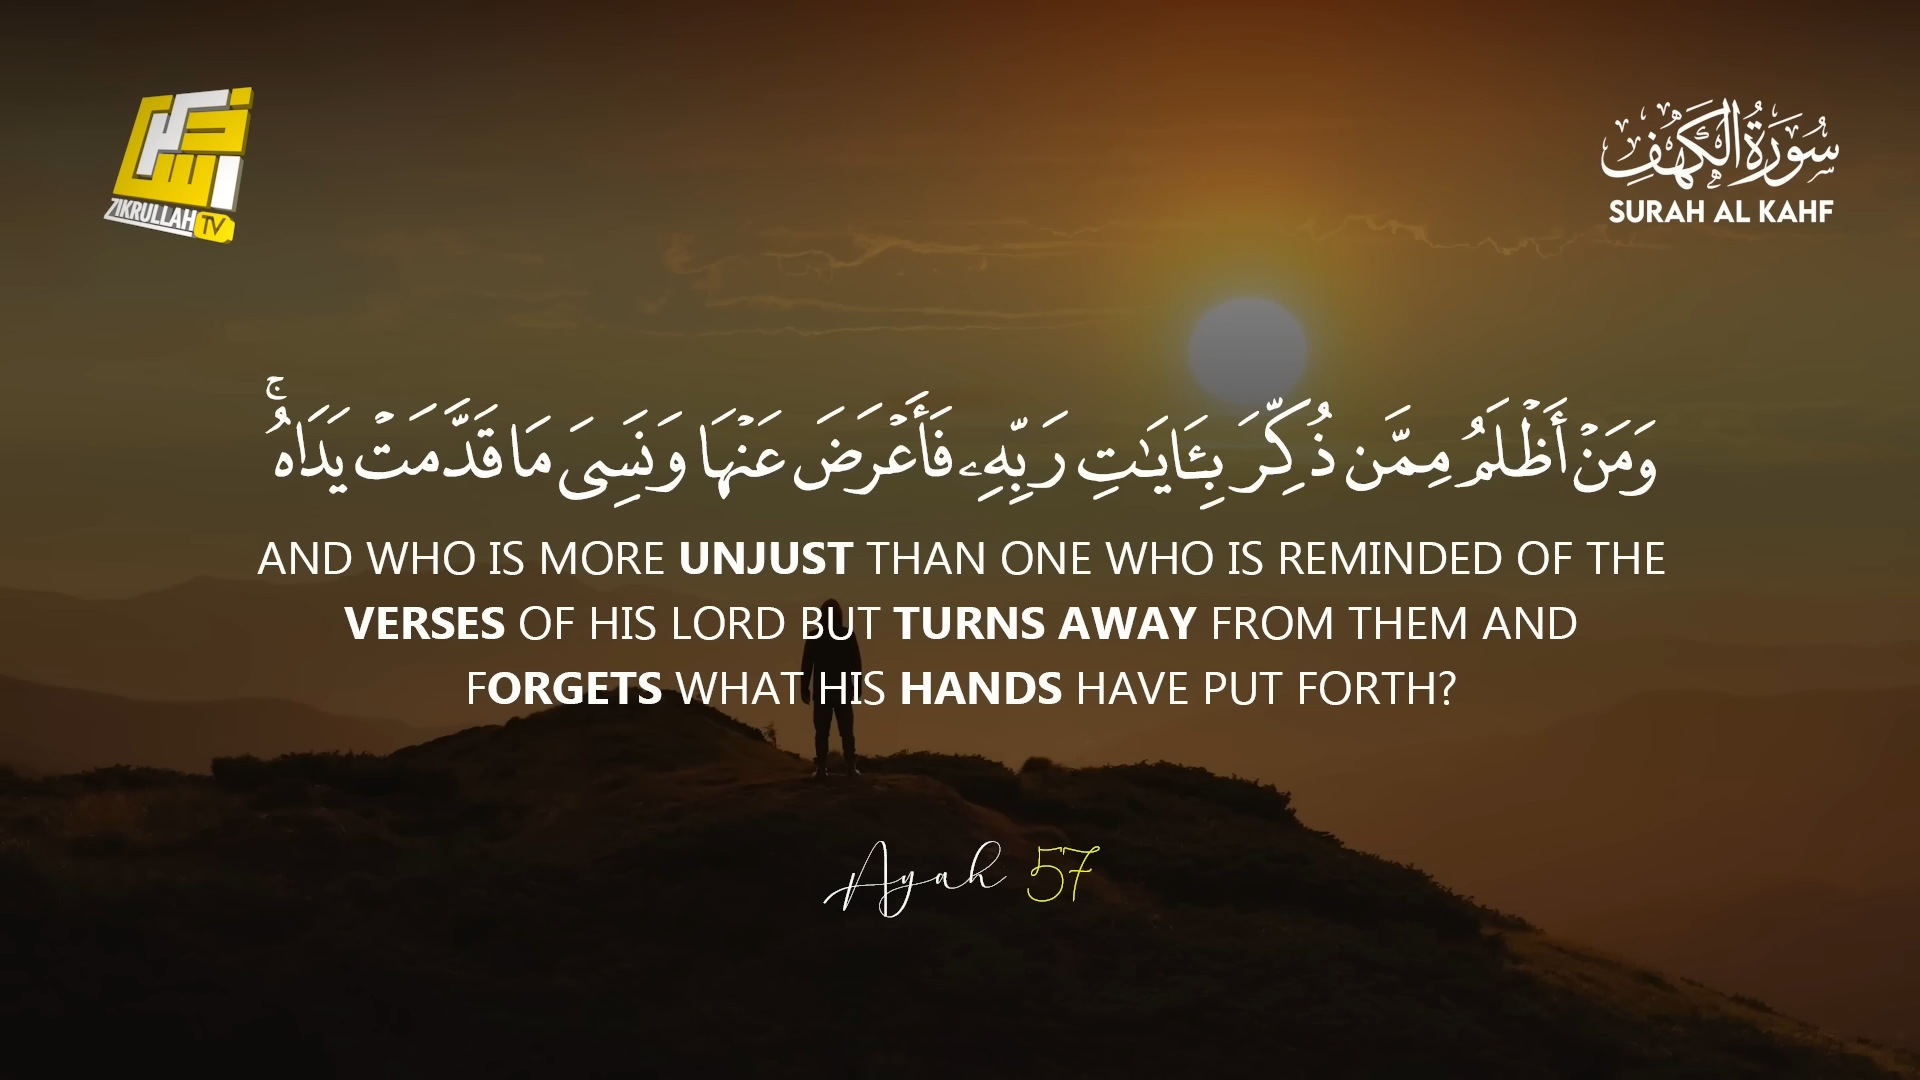 ZIKRULLAH TV
سُورَةُ الكَهْفِ
SURAH AL KAHF
وَمَنْ أَظْلَمُ مِمَّن ذُكِّرَ بِـَٔايَـٰتِ رَبِّهِۦ فَأَعْرَضَ عَنْهَا وَنَسِىَ مَا قَدَّمَتْ يَدَاهُ ۚ
AND WHO IS MORE UNJUST THAN ONE WHO IS REMINDED OF THE
VERSES OF HIS LORD BUT TURNS AWAY FROM THEM AND
FORGETS WHAT HIS HANDS HAVE PUT FORTH?
Ayah 57